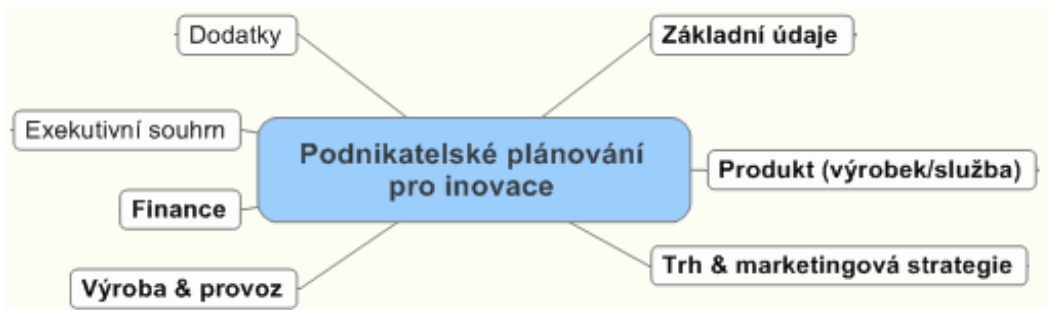 Dodatky
Základní údaje
Exekutivní souhrn
Podnikatelské plánování
pro inovace
Produkt (výrobek/služba)
Finance
Trh & marketingová strategie
Výroba & provoz